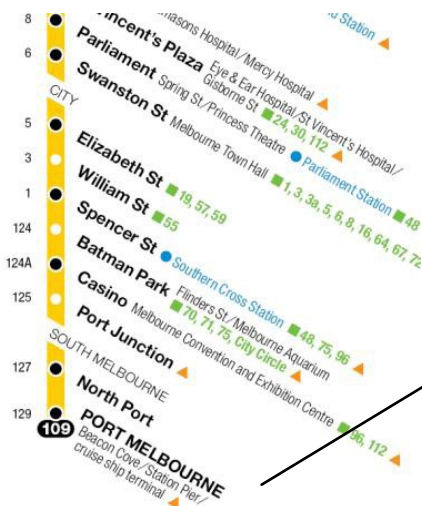 Station
8
Hospital/Mercy Hospital
Vincent's Plaza Eye & Ear Hospital/St Vincent's Hospital/
Gisborne St 24, 30, 112
6
Parliament Spring St/Princess Theatre Parliament Station 48
Swanston St Melbourne Town Hall 1, 3, 3a, 5, 6, 8, 16, 64, 67, 72
CITY
5
Elizabeth St 19, 57, 59
3
William St 55
1
Spencer St Southern Cross Station 48, 75, 96
124
Batman Park Flinders St/Melbourne Aquarium
70, 71, 75, City Circle
124A
Casino Melbourne Convention and Exhibition Centre 96, 112
125
Port Junction
SOUTH MELBOURNE
127
North Port
129
PORT MELBOURNE
109
Beacon Cove/Station Pier/
cruise ship terminal